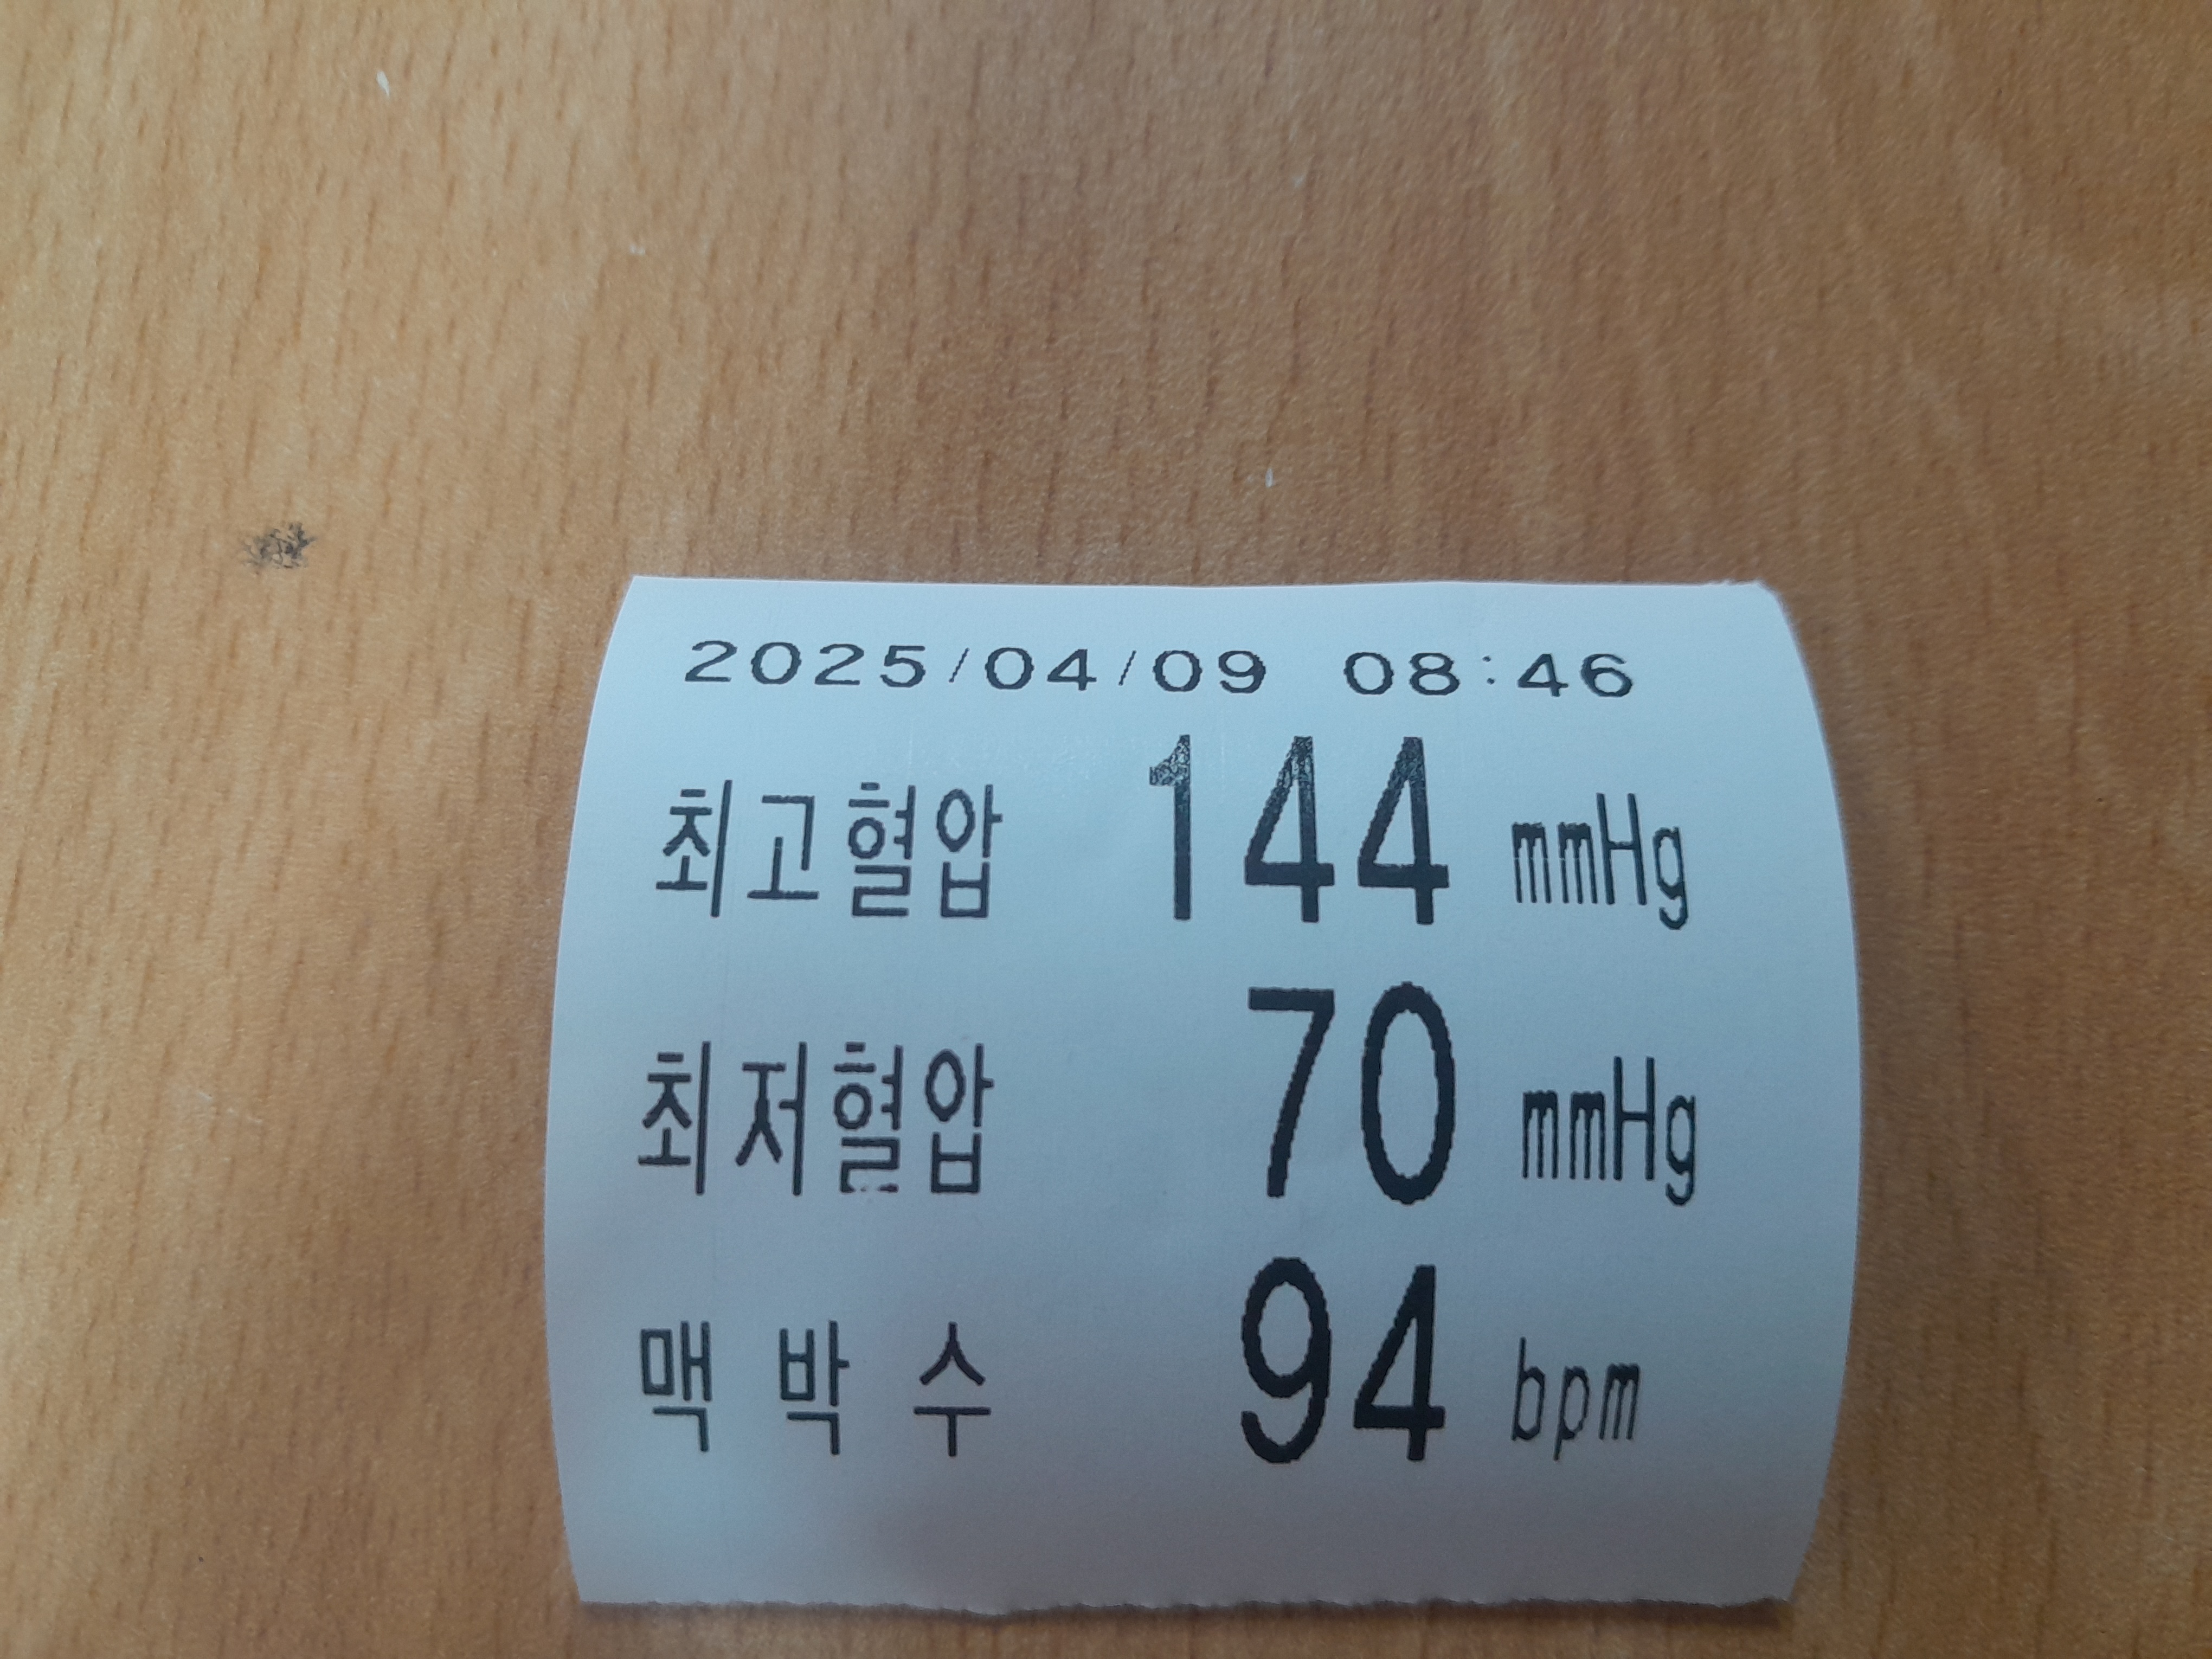 2025/04/09 08:46
최고혈압 144 mmHg
최저혈압 70 mmHg
맥 박 수 94 bpm